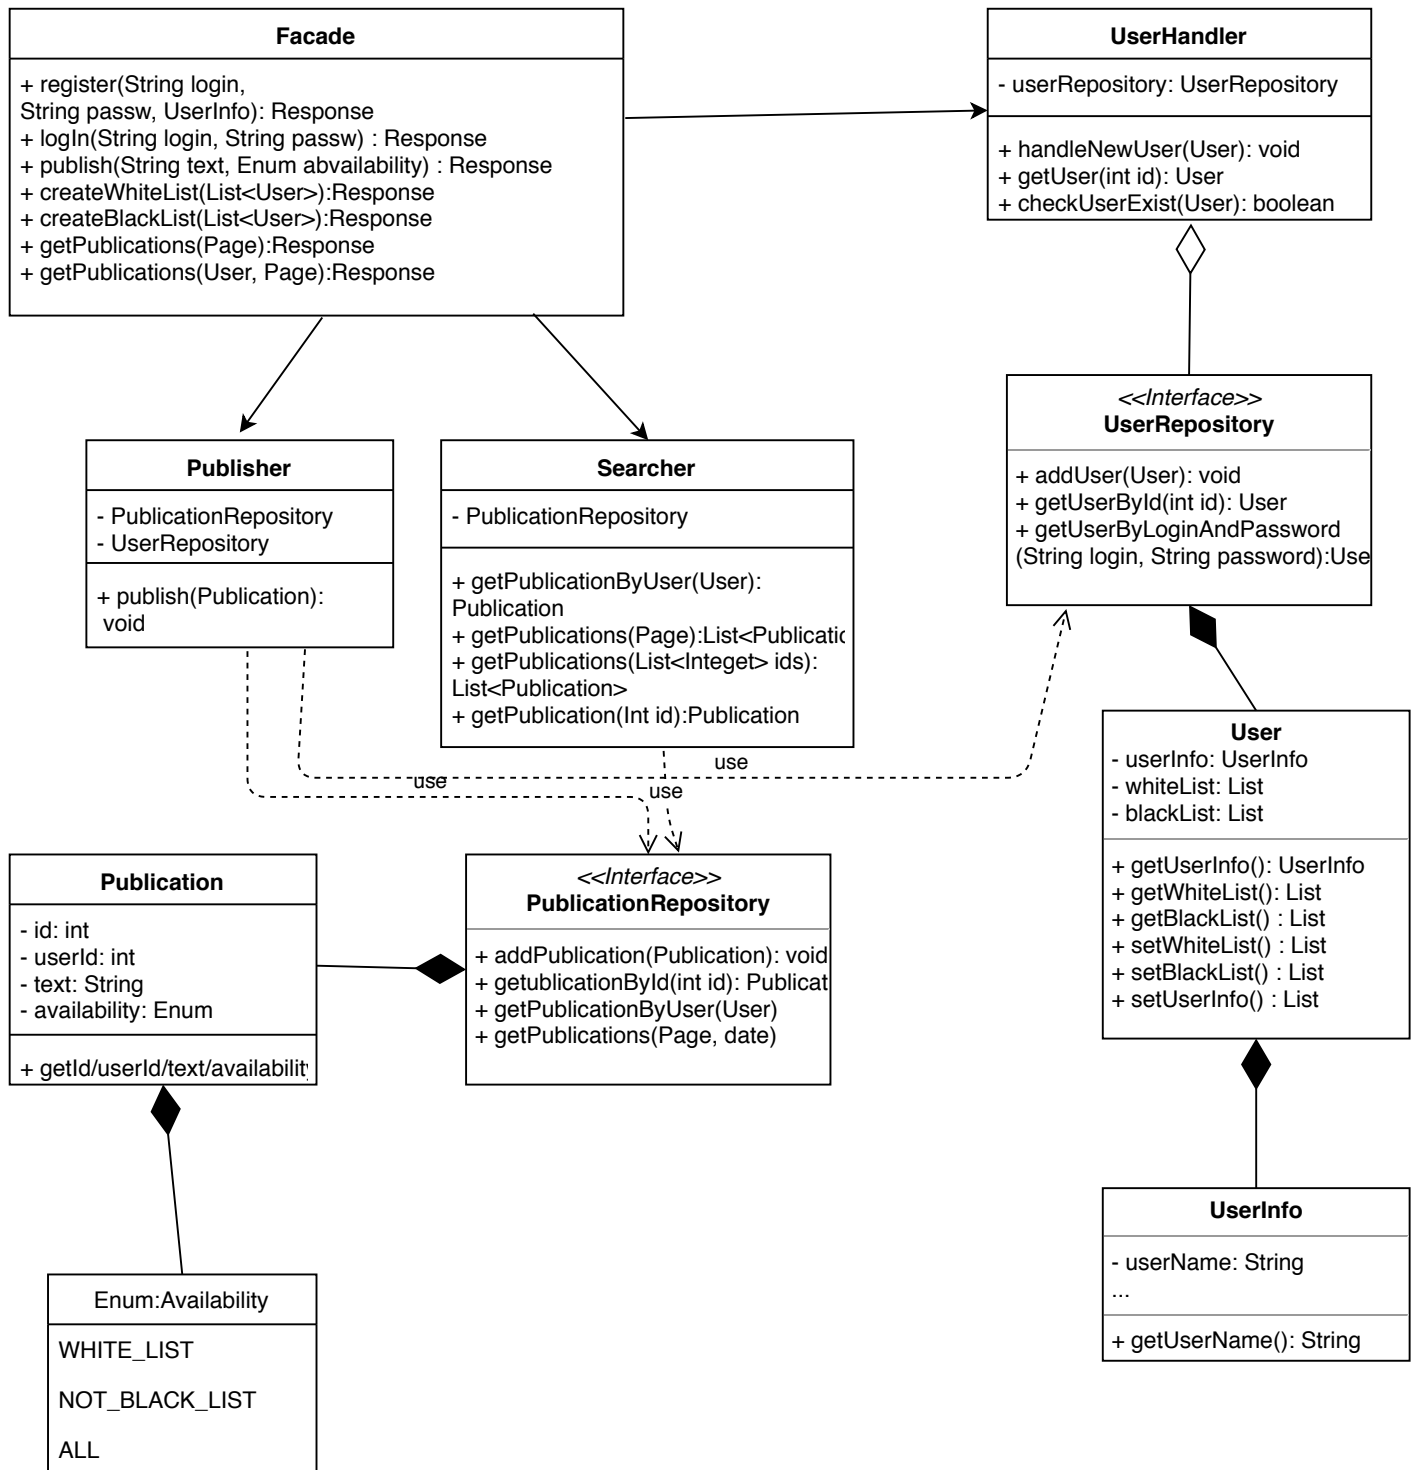 Facade
+ register(String login,
String passw, UserInfo): Response
+ logIn(String login, String passw) : Response
+ publish(String text, Enum abvailability) : Response
+ createWhiteList(List<User>):Response
+ createBlackList(List<User>):Response
+ getPublications(Page):Response
+ getPublications(User, Page):Response
UserHandler
- userRepository: UserRepository
+ handleNewUser(User): void
+ getUser(int id): User
+ checkUserExist(User): boolean
<<Interface>>
UserRepository
+ addUser(User): void
+ getUserById(int id): User
+ getUserByLoginAndPassword
(String login, String password):Use
Publisher
- PublicationRepository
- UserRepository
+ publish(Publication):
void
Searcher
- PublicationRepository
+ getPublicationByUser(User):
Publication
+ getPublications(Page):List<Publicatic
+ getPublications(List<Integet> ids):
List<Publication>
+ getPublication(Int id):Publication
use
use
use
User
- userInfo: UserInfo
- whiteList: List
- blackList: List
+ getUserInfo(): UserInfo
+ getWhiteList(): List
+ getBlackList() : List
+ setWhiteList() : List
+ setBlackList() : List
+ setUserInfo() : List
Publication
- id: int
- userId: int
- text: String
- availability: Enum
+ getId/userId/text/availability
<<Interface>>
PublicationRepository
+ addPublication(Publication): void
+ getublicationById(int id): Publicat
+ getPublicationByUser(User)
+ getPublications(Page, date)
UserInfo
- userName: String
...
+ getUserName(): String
Enum:Availability
WHITE_LIST
NOT_BLACK_LIST
ALL